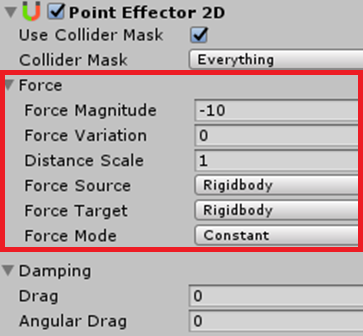 Point Effector 2D
Use Collider Mask
Collider Mask Everything
Force
Force Magnitude -10
Force Variation 0
Distance Scale 1
Force Source Rigidbody
Force Target Rigidbody
Force Mode Constant
Damping
Drag 0
Angular Drag 0